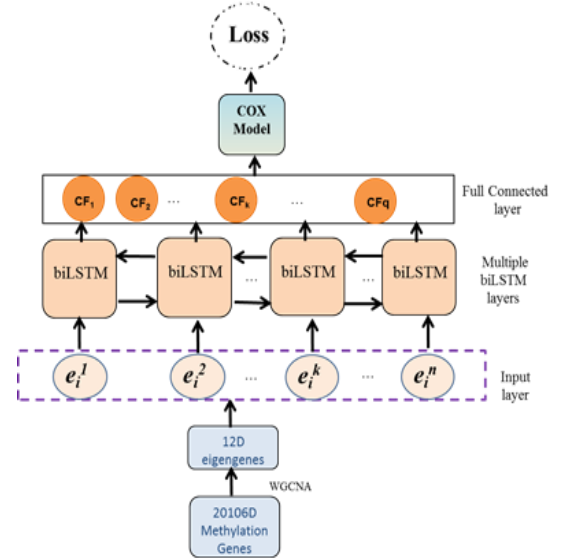 Loss
COX
Model
CF1 CF2 ... CFk ... CFq
Full Connected
layer
biLSTM biLSTM biLSTM biLSTM
... ...
Multiple
biLSTM
layers
... ...
ei1 ei2 ... eik ... ein
Input
layer
12D
eigengenes
WGCNA
20106D
Methylation
Genes